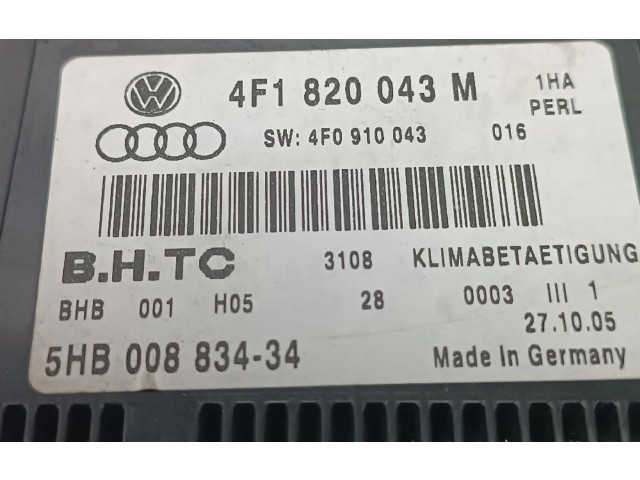 4F1 820 043 M 1HA
PERL
SW: 4F0 910 043 016
B.H.TC 3108 KLIMABETAETIGUNG
BHB 001 H05 28 0003 III 1
27.10.05
5HB 008 834-34 Made In Germany